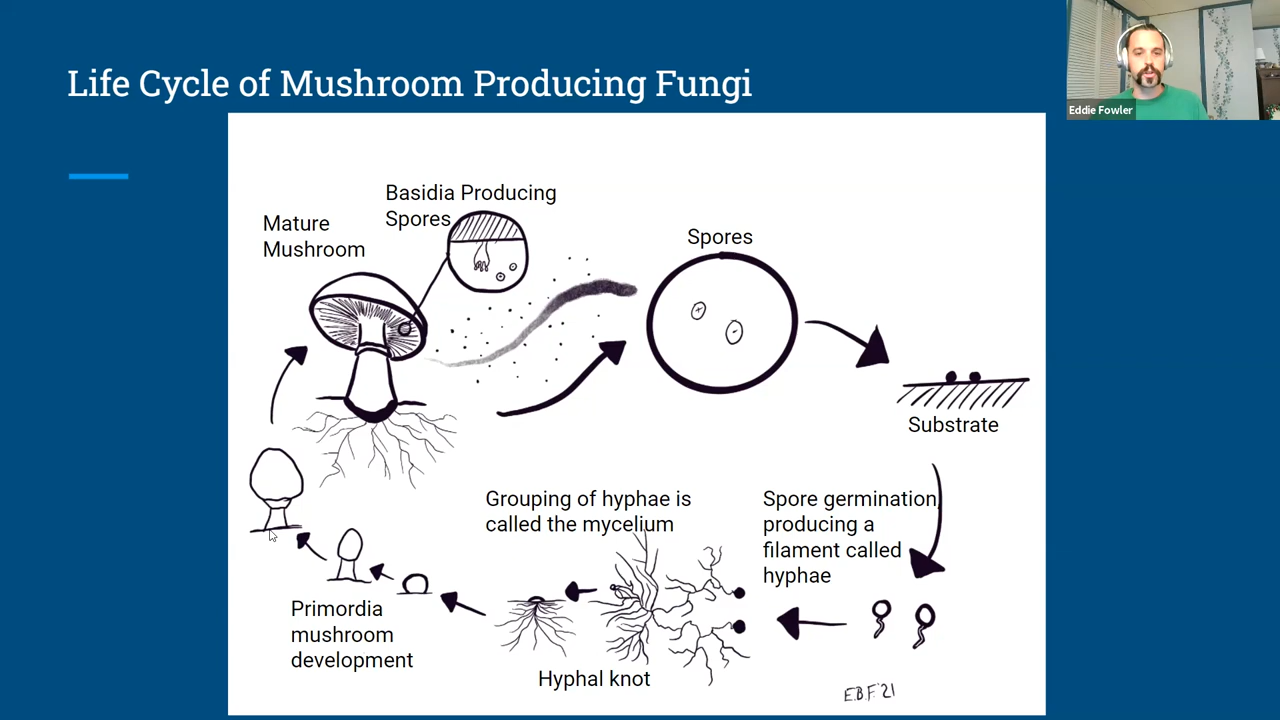 Life Cycle of Mushroom Producing Fungi
Eddie Fowler
Basidia Producing
Spores
Mature
Mushroom
Spores
Substrate
Spore germination
producing a
filament called
hyphae
Grouping of hyphae is
called the mycelium
Hyphal knot
Primordia
mushroom
development
E.B.F.'21